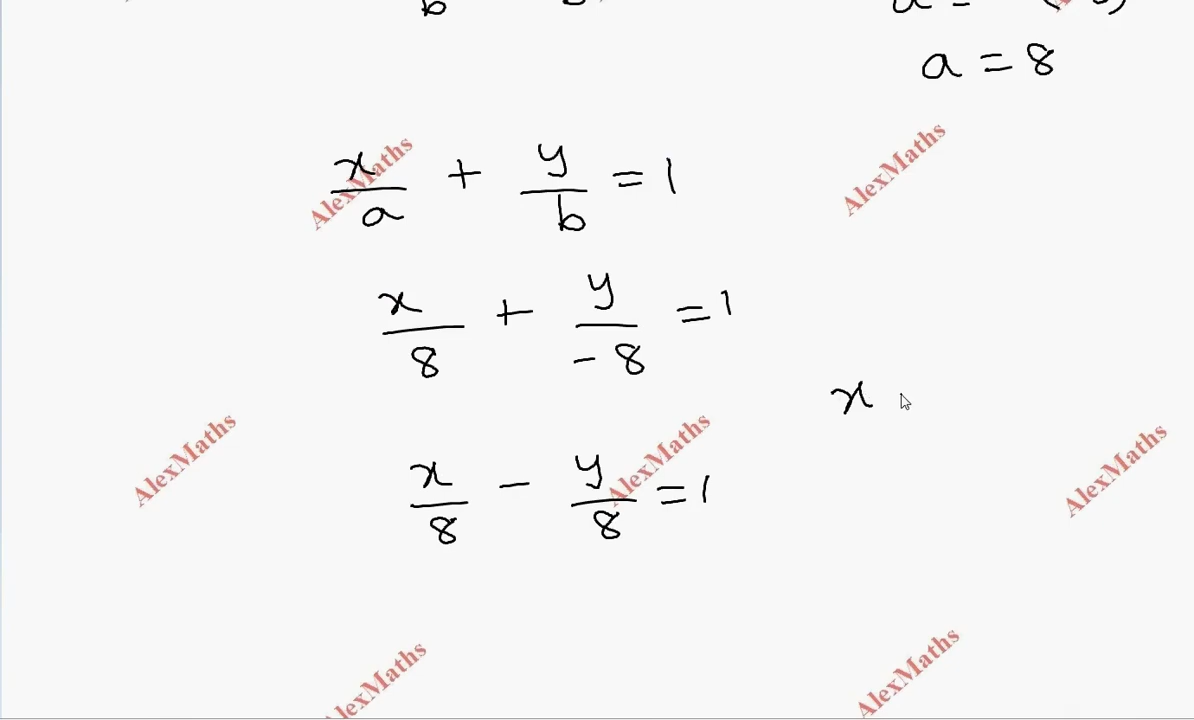 a = 8
x/a + y/b = 1
AlexMaths
AlexMaths
x/8 + y/-8 = 1
x
x/8 - y/8 = 1
AlexMaths
AlexMaths
AlexMaths
AlexMaths
AlexMaths